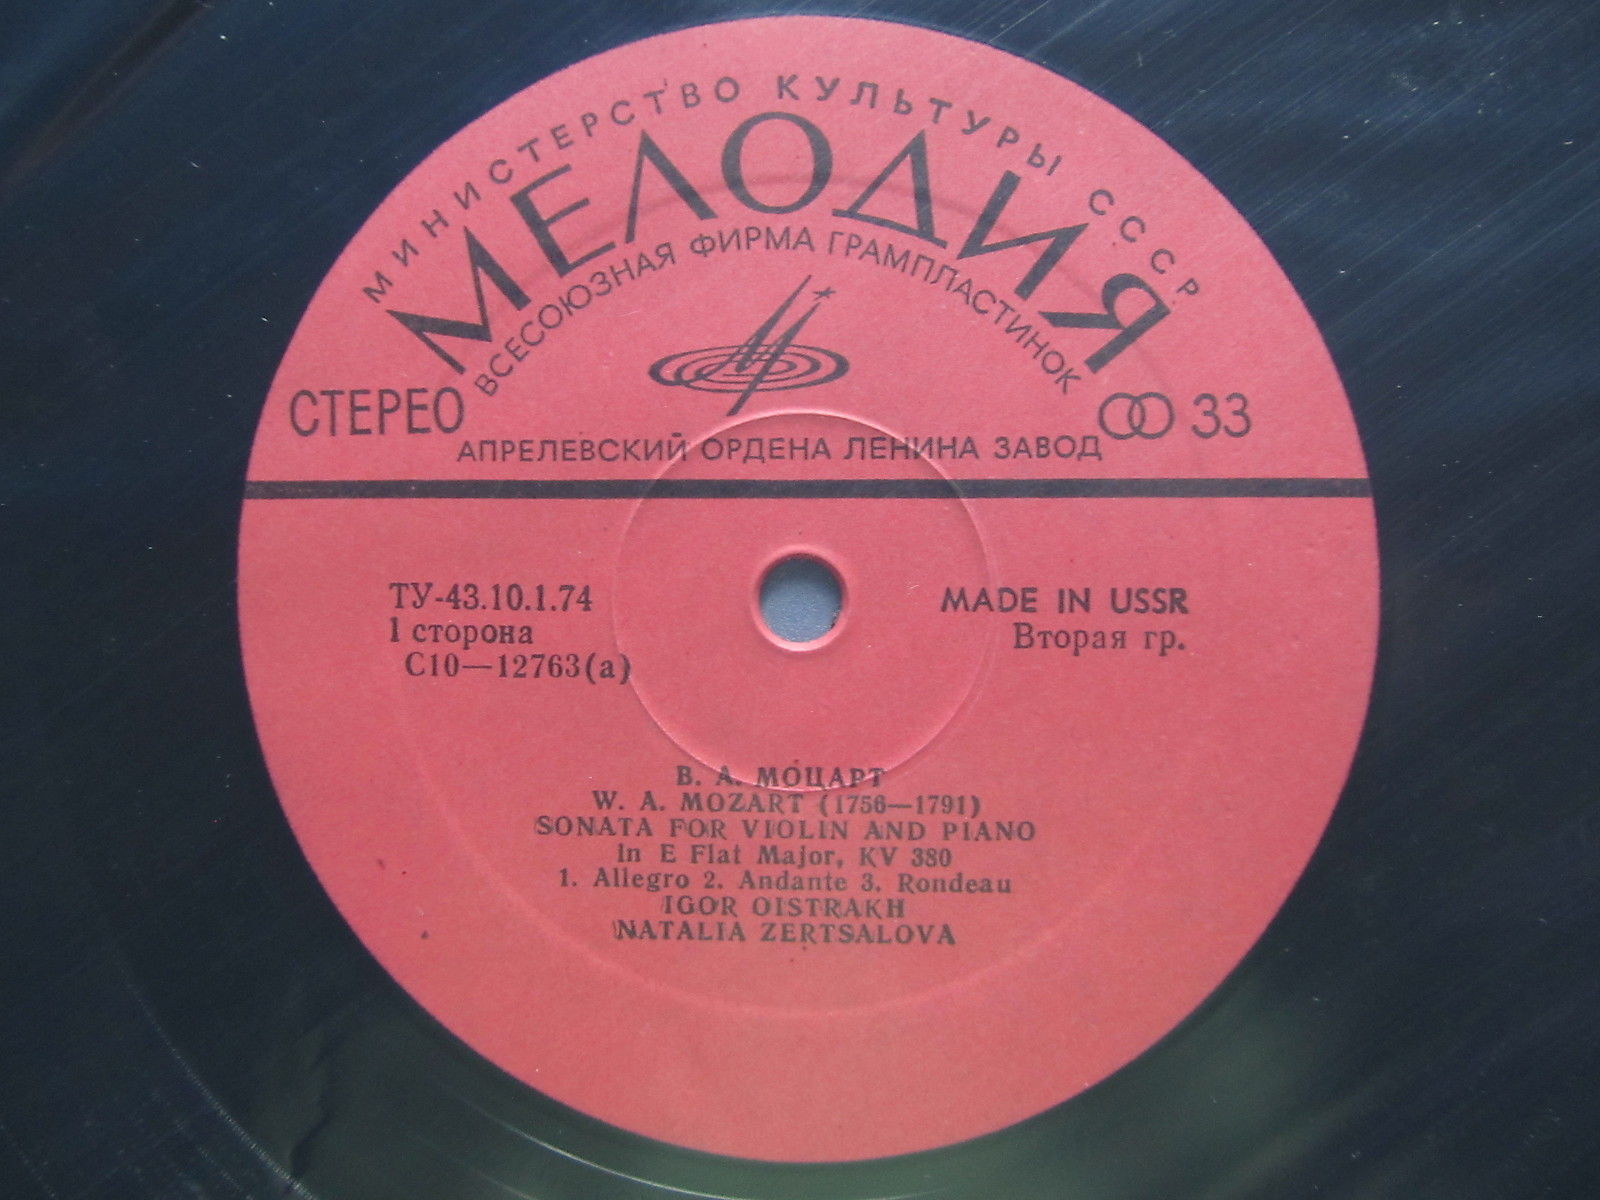 МИНИСТЕРСТВО КУЛЬТУРЫ СССР
МЕЛОДИЯ
ВСЕСОЮЗНАЯ ФИРМА ГРАМПЛАСТИНОК
СТЕРЕО
33
АПРЕЛЕВСКИЙ ОРДЕНА ЛЕНИНА ЗАВОД
ТУ-43.10.1.74
1 сторона
С10—12763(а)
MADE IN USSR
Вторая гр.
В. А. МОЦАРТ
W. A. MOZART (1756—1791)
SONATA FOR VIOLIN AND PIANO
in E Flat Major, KV 380
1. Allegro 2. Andante 3. Rondeau
IGOR OISTRAKH
NATALIA ZERTSALOVA